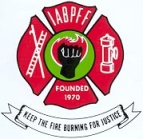 IABPFF
FOUNDED
1970
KEEP THE FIRE BURNING FOR JUSTICE